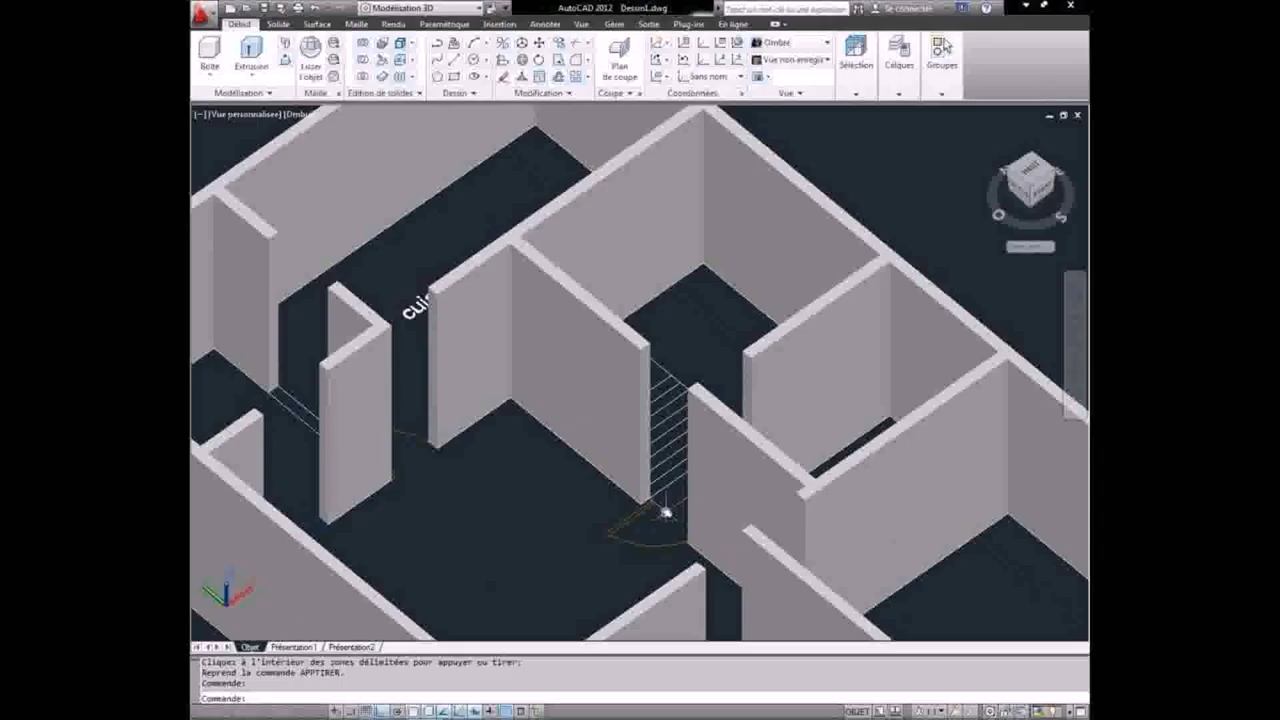 Modélisation 3D
AutoCAD 2012 Dessin1.dwg
Se connecter
Début Solide Surface Maille Rendu Paramétrique Insertion Annoter Vue Gérer Sortie Plug-ins En ligne
Boîte Extrusion Lisser l'objet Plan de coupe Ombré Vue non enregis Sans nom Sélection Calques Groupes
Modélisation Maille Edition de solides Dessin Modification Coupe Coordonnées Vue
[−][Vue personnalisée][Ombr
cuis
Objet Présentation1 Présentation2
Cliquez à l'intérieur des zones délimitées pour appuyer ou tirer:
Reprend la commande APPTIRER.
Commande:
Commande:
OBJET